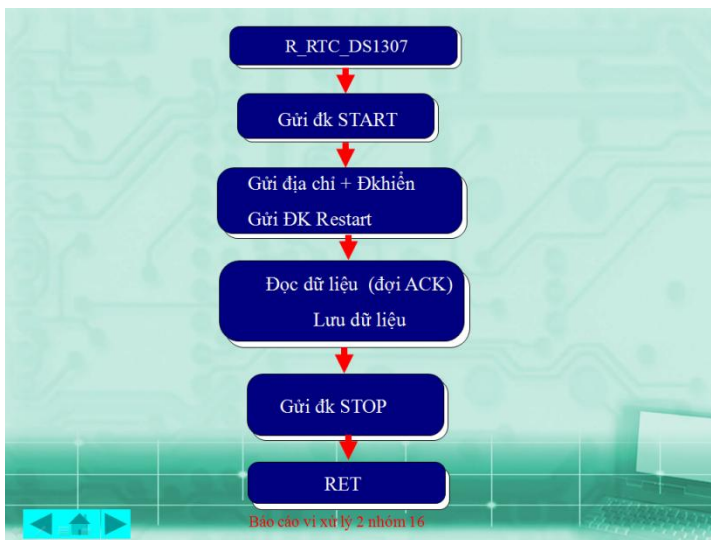 R_RTC_DS1307
Gửi đk START
Gửi địa chỉ + Đkhiển
Gửi ĐK Restart
Đọc dữ liệu (đợi ACK)
Lưu dữ liệu
Gửi đk STOP
RET
Báo cáo vi xử lý 2 nhóm 16